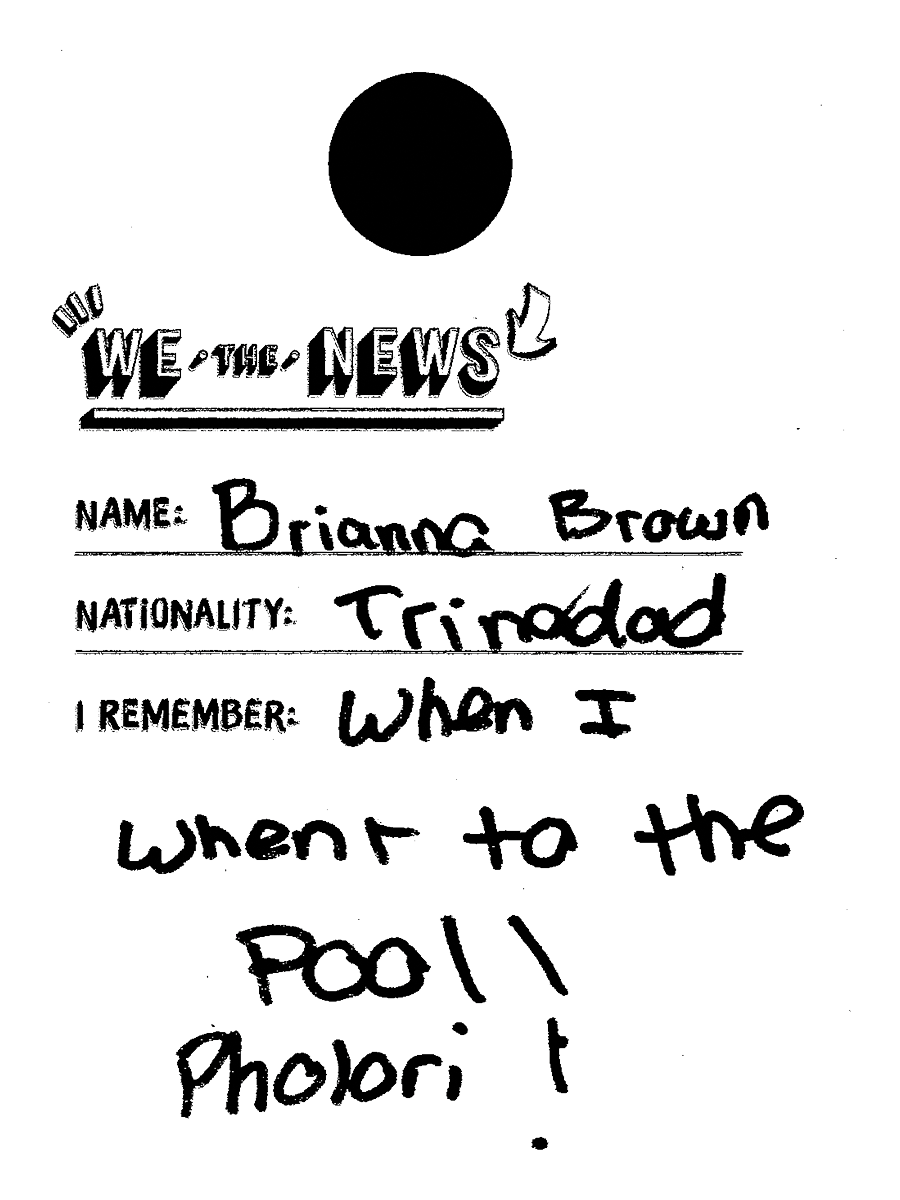 WE THE NEWS
NAME: Brianna Brown
NATIONALITY: Trinadad
I REMEMBER: When I
whent to the
Pool\
Pholori !